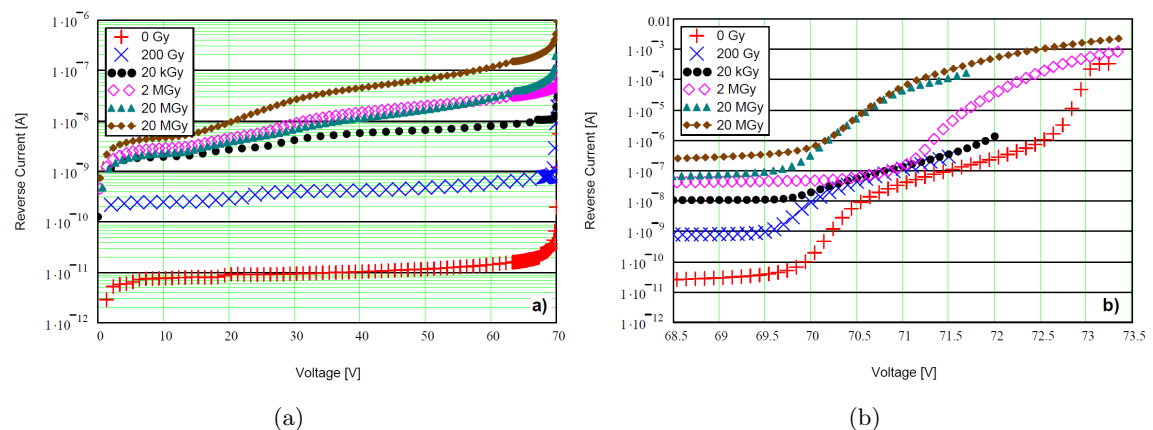 1·10⁻⁶
1·10⁻⁷
1·10⁻⁸
1·10⁻⁹
1·10⁻¹⁰
1·10⁻¹¹
1·10⁻¹²
Reverse Current [A]
0 Gy
200 Gy
20 kGy
2 MGy
20 MGy
20 MGy
a)
0 10 20 30 40 50 60 70
Voltage [V]
(a)
0.01
1·10⁻³
1·10⁻⁴
1·10⁻⁵
1·10⁻⁶
1·10⁻⁷
1·10⁻⁸
1·10⁻⁹
1·10⁻¹⁰
1·10⁻¹¹
1·10⁻¹²
Reverse Current [A]
0 Gy
200 Gy
20 kGy
2 MGy
20 MGy
20 MGy
b)
68.5 69 69.5 70 70.5 71 71.5 72 72.5 73 73.5
Voltage [V]
(b)